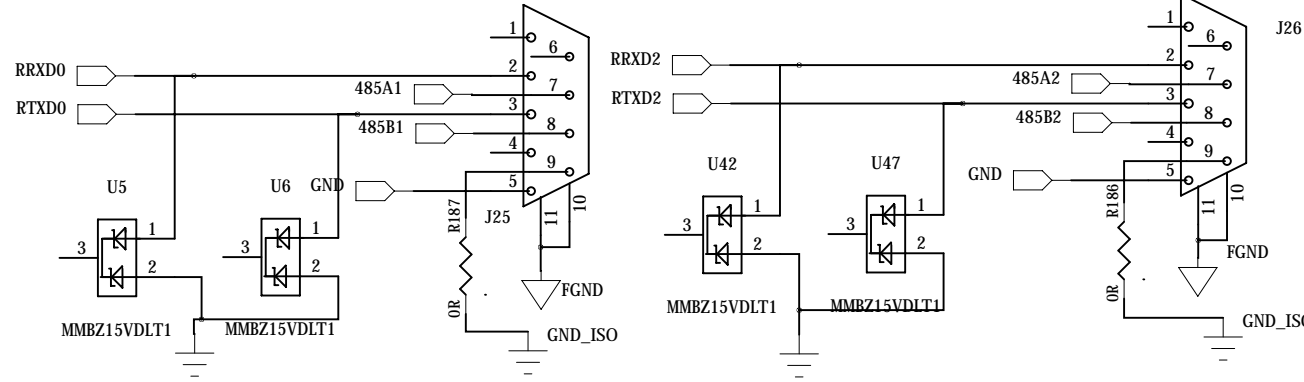 1
6
RRXD0
2
485A1
7
RTXD0
3
485B1
8
4
9
U5
U6
GND
5
R187
J25
11
10
1
1
3
3
2
2
FGND
0R
MMBZ15VDLT1
MMBZ15VDLT1
GND_ISO
J26
1
6
RRXD2
2
485A2
7
RTXD2
3
485B2
8
4
9
U42
U47
GND
5
R186
11
10
1
1
3
3
2
2
FGND
0R
MMBZ15VDLT1
MMBZ15VDLT1
GND_ISO